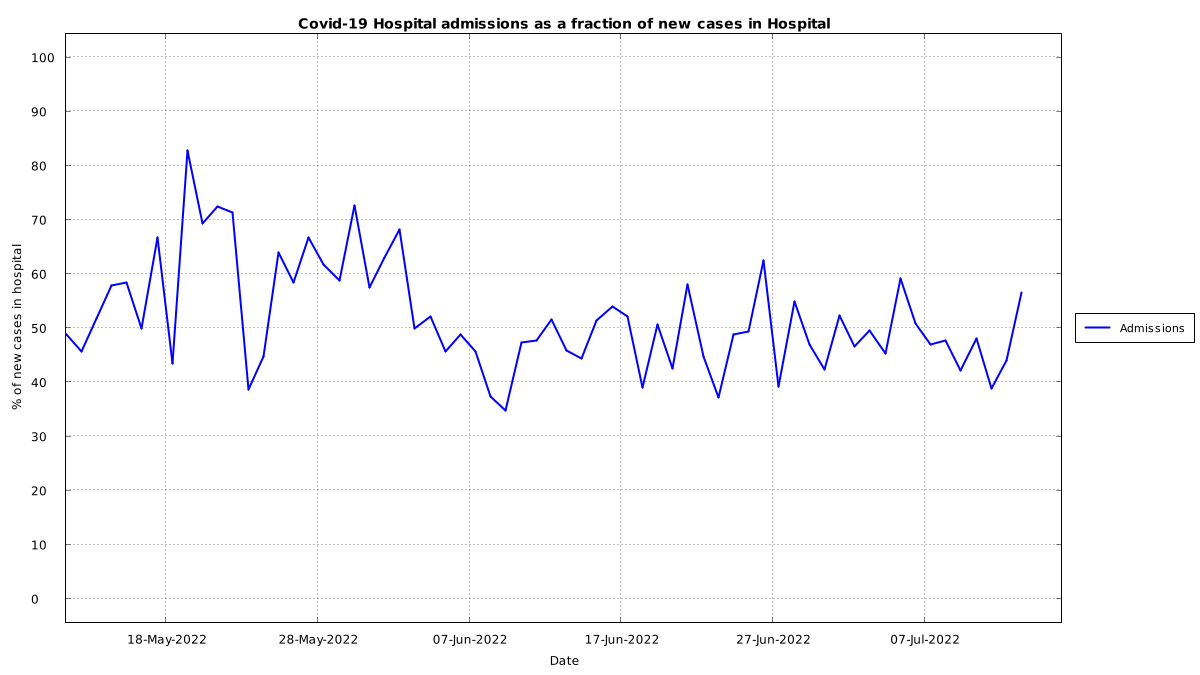 Covid-19 Hospital admissions as a fraction of new cases in Hospital
100
90
80
70
60
50
40
30
20
10
0
% of new cases in hospital
18-May-2022
28-May-2022
07-Jun-2022
17-Jun-2022
27-Jun-2022
07-Jul-2022
Date
Admissions